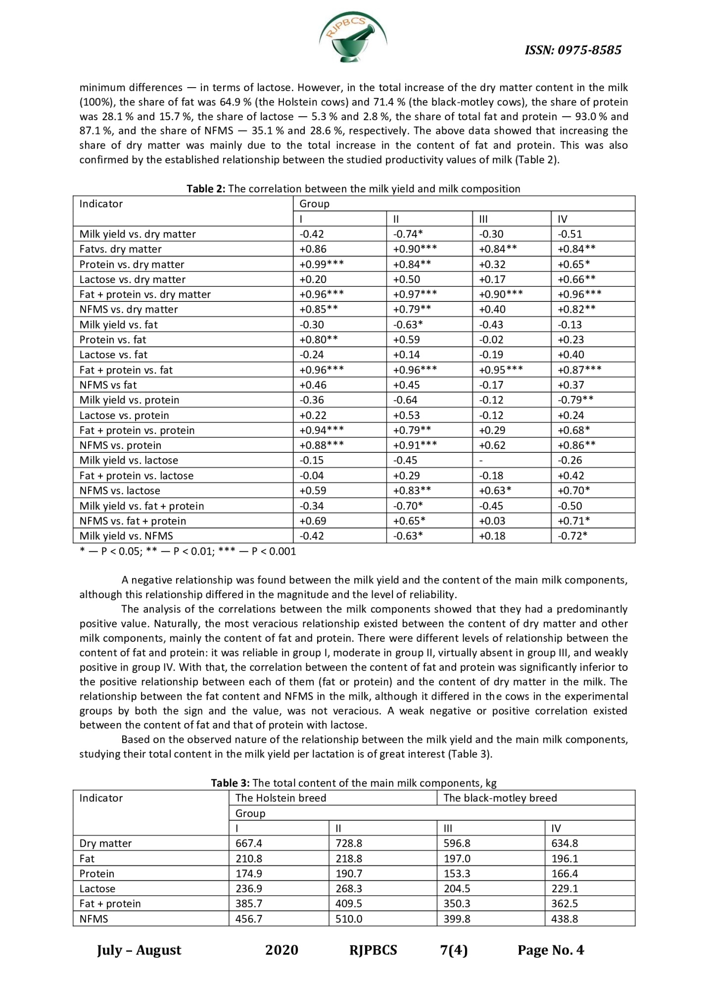 RJPBCS
ISSN: 0975-8585
minimum differences — in terms of lactose. However, in the total increase of the dry matter content in the milk
(100%), the share of fat was 64.9 % (the Holstein cows) and 71.4 % (the black-motley cows), the share of protein
was 28.1 % and 15.7 %, the share of lactose — 5.3 % and 2.8 %, the share of total fat and protein — 93.0 % and
87.1 %, and the share of NFMS — 35.1 % and 28.6 %, respectively. The above data showed that increasing the
share of dry matter was mainly due to the total increase in the content of fat and protein. This was also
confirmed by the established relationship between the studied productivity values of milk (Table 2).
Table 2: The correlation between the milk yield and milk composition
Indicator Group
I II III IV
Milk yield vs. dry matter -0.42 -0.74* -0.30 -0.51
Fatvs. dry matter +0.86 +0.90*** +0.84** +0.84**
Protein vs. dry matter +0.99*** +0.84** +0.32 +0.65*
Lactose vs. dry matter +0.20 +0.50 +0.17 +0.66**
Fat + protein vs. dry matter +0.96*** +0.97*** +0.90*** +0.96***
NFMS vs. dry matter +0.85** +0.79** +0.40 +0.82**
Milk yield vs. fat -0.30 -0.63* -0.43 -0.13
Protein vs. fat +0.80** +0.59 -0.02 +0.23
Lactose vs. fat -0.24 +0.14 -0.19 +0.40
Fat + protein vs. fat +0.96*** +0.96*** +0.95*** +0.87***
NFMS vs fat +0.46 +0.45 -0.17 +0.37
Milk yield vs. protein -0.36 -0.64 -0.12 -0.79**
Lactose vs. protein +0.22 +0.53 -0.12 +0.24
Fat + protein vs. protein +0.94*** +0.79** +0.29 +0.68*
NFMS vs. protein +0.88*** +0.91*** +0.62 +0.86**
Milk yield vs. lactose -0.15 -0.45 - -0.26
Fat + protein vs. lactose -0.04 +0.29 -0.18 +0.42
NFMS vs. lactose +0.59 +0.83** +0.63* +0.70*
Milk yield vs. fat + protein -0.34 -0.70* -0.45 -0.50
NFMS vs. fat + protein +0.69 +0.65* +0.03 +0.71*
Milk yield vs. NFMS -0.42 -0.63* +0.18 -0.72*
* — P < 0.05; ** — P < 0.01; *** — P < 0.001
A negative relationship was found between the milk yield and the content of the main milk components,
although this relationship differed in the magnitude and the level of reliability.
The analysis of the correlations between the milk components showed that they had a predominantly
positive value. Naturally, the most veracious relationship existed between the content of dry matter and other
milk components, mainly the content of fat and protein. There were different levels of relationship between the
content of fat and protein: it was reliable in group I, moderate in group II, virtually absent in group III, and weakly
positive in group IV. With that, the correlation between the content of fat and protein was significantly inferior to
the positive relationship between each of them (fat or protein) and the content of dry matter in the milk. The
relationship between the fat content and NFMS in the milk, although it differed in the cows in the experimental
groups by both the sign and the value, was not veracious. A weak negative or positive correlation existed
between the content of fat and that of protein with lactose.
Based on the observed nature of the relationship between the milk yield and the main milk components,
studying their total content in the milk yield per lactation is of great interest (Table 3).
Table 3: The total content of the main milk components, kg
Indicator The Holstein breed The black-motley breed
Group
I II III IV
Dry matter 667.4 728.8 596.8 634.8
Fat 210.8 218.8 197.0 196.1
Protein 174.9 190.7 153.3 166.4
Lactose 236.9 268.3 204.5 229.1
Fat + protein 385.7 409.5 350.3 362.5
NFMS 456.7 510.0 399.8 438.8
July – August 2020 RJPBCS 7(4) Page No. 4